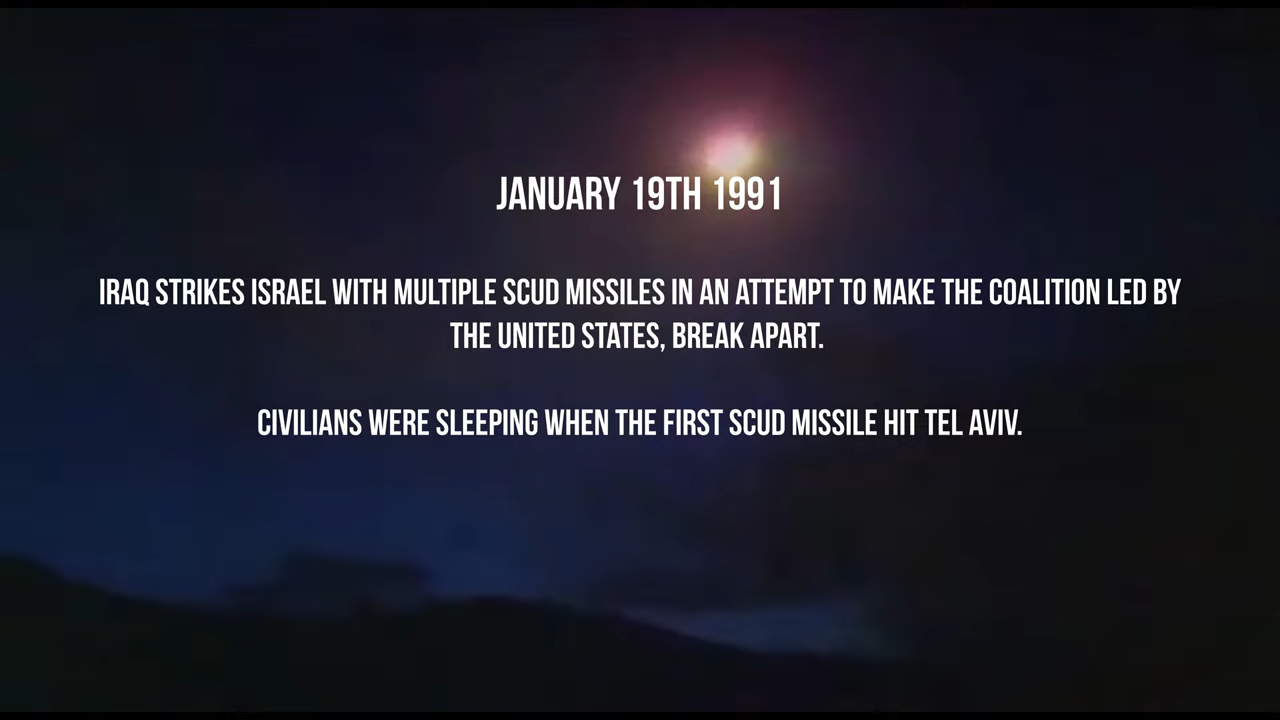 JANUARY 19TH 1991
IRAQ STRIKES ISRAEL WITH MULTIPLE SCUD MISSILES IN AN ATTEMPT TO MAKE THE COALITION LED BY
THE UNITED STATES, BREAK APART.
CIVILIANS WERE SLEEPING WHEN THE FIRST SCUD MISSILE HIT TEL AVIV.